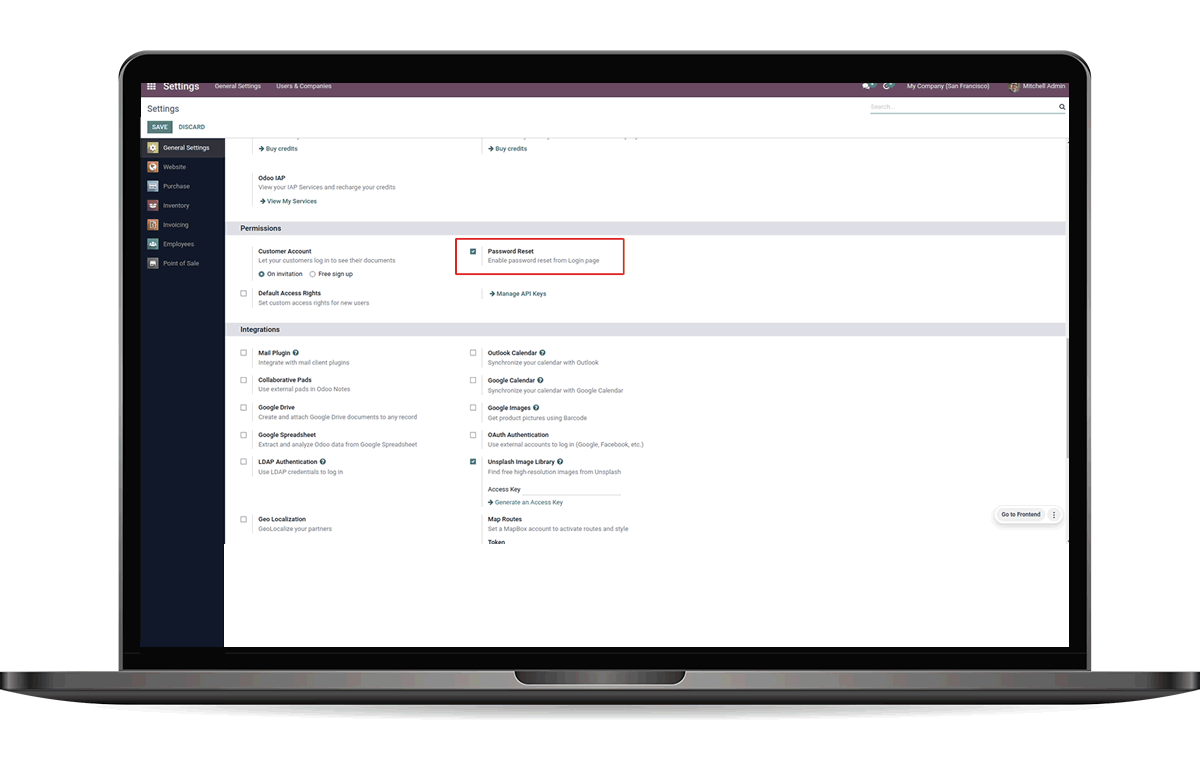 Settings General Settings Users & Companies My Company (San Francisco) Mitchell Admin
Settings
Search...
SAVE DISCARD
General Settings
Website
Purchase
Inventory
Invoicing
Employees
Point of Sale
Buy credits
Buy credits
Odoo IAP
View your IAP Services and recharge your credits
View My Services
Permissions
Customer Account
Let your customers log in to see their documents
On invitation Free sign up
Password Reset
Enable password reset from Login page
Default Access Rights
Set custom access rights for new users
Manage API Keys
Integrations
Mail Plugin
Integrate with mail client plugins
Outlook Calendar
Synchronize your calendar with Outlook
Collaborative Pads
Use external pads in Odoo Notes
Google Calendar
Synchronize your calendar with Google Calendar
Google Drive
Create and attach Google Drive documents to any record
Google Images
Get product pictures using Barcode
Google Spreadsheet
Extract and analyze Odoo data from Google Spreadsheet
OAuth Authentication
Use external accounts to log in (Google, Facebook, etc.)
LDAP Authentication
Use LDAP credentials to log in
Unsplash Image Library
Find free high-resolution images from Unsplash
Access Key
Generate an Access Key
Geo Localization
GeoLocalize your partners
Map Routes
Set a MapBox account to activate routes and style
Token
Go to Frontend